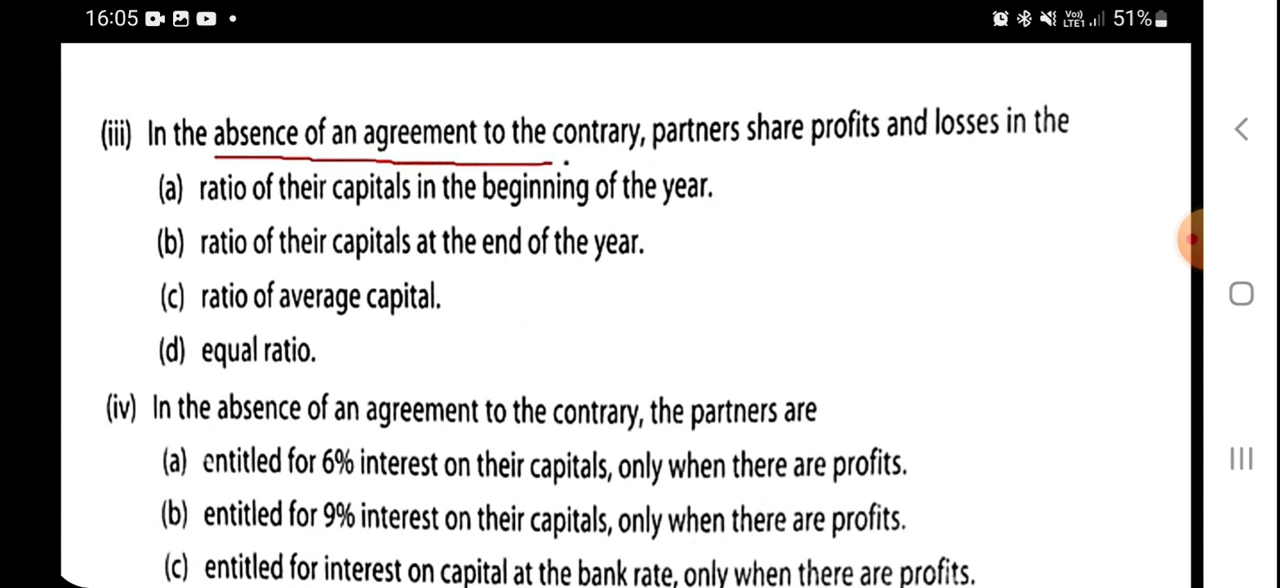 16:05
Vo)) LTE1 51%
(iii) In the absence of an agreement to the contrary, partners share profits and losses in the
(a) ratio of their capitals in the beginning of the year.
(b) ratio of their capitals at the end of the year.
(c) ratio of average capital.
(d) equal ratio.
(iv) In the absence of an agreement to the contrary, the partners are
(a) entitled for 6% interest on their capitals, only when there are profits.
(b) entitled for 9% interest on their capitals, only when there are profits.
(c) entitled for interest on capital at the bank rate, only when there are profits.